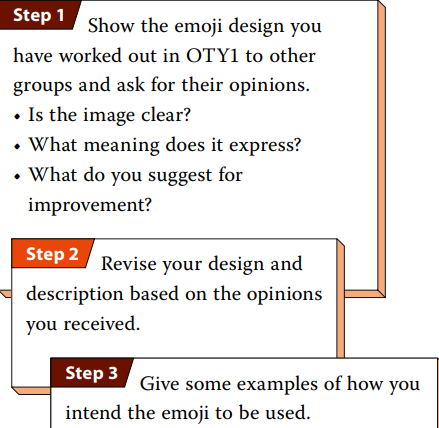 Step 1
Show the emoji design you
have worked out in OTY1 to other
groups and ask for their opinions.
• Is the image clear?
• What meaning does it express?
• What do you suggest for
improvement?
Step 2
Revise your design and
description based on the opinions
you received.
Step 3
Give some examples of how you
intend the emoji to be used.